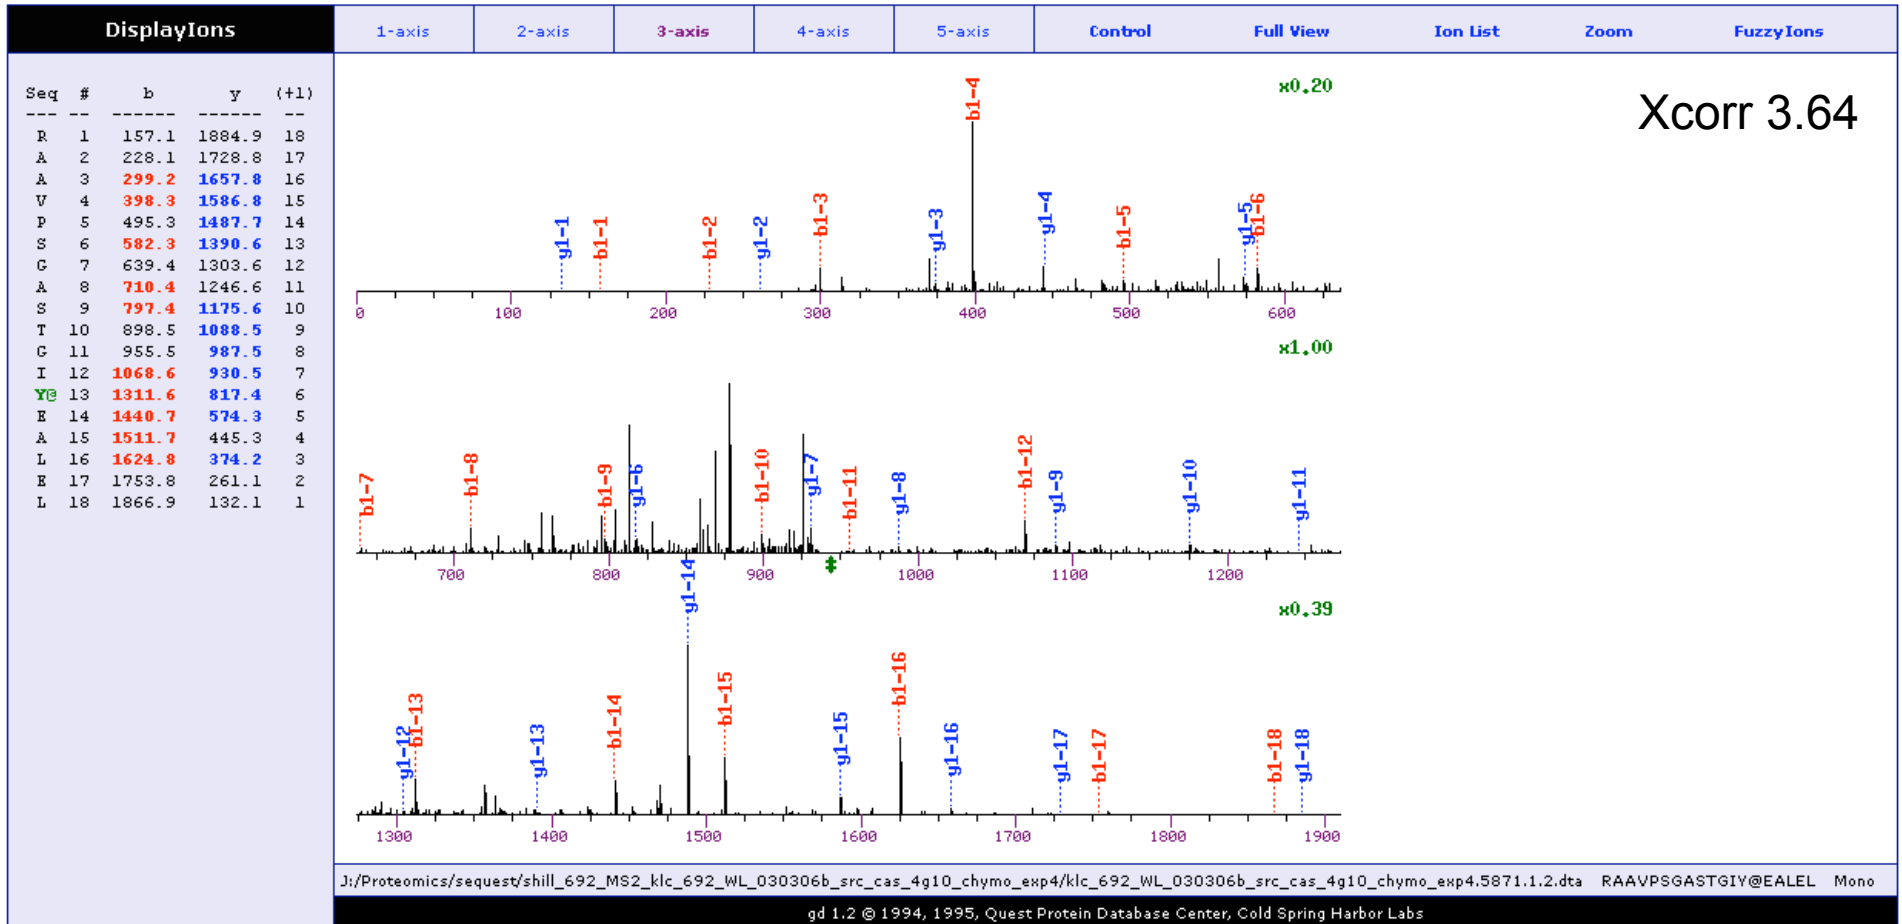 DisplayIons
1-axis 2-axis 3-axis 4-axis 5-axis Control Full View Ion List Zoom FuzzyIons
Seq # b y (+1)
--- -- ------ ------ --
R 1 157.1 1884.9 18
A 2 228.1 1728.8 17
A 3 299.2 1657.8 16
V 4 398.3 1586.8 15
P 5 495.3 1487.7 14
S 6 582.3 1390.6 13
G 7 639.4 1303.6 12
A 8 710.4 1246.6 11
S 9 797.4 1175.6 10
T 10 898.5 1088.5 9
G 11 955.5 987.5 8
I 12 1068.6 930.5 7
Y@ 13 1311.6 817.4 6
E 14 1440.7 574.3 5
A 15 1511.7 445.3 4
L 16 1624.8 374.2 3
E 17 1753.8 261.1 2
L 18 1866.9 132.1 1
Xcorr 3.64
x0.20
y1-1 b1-1 b1-2 y1-2 b1-3 y1-3 b1-4 y1-4 b1-5 y1-5 b1-6
0 100 200 300 400 500 600
x1.00
b1-7 b1-8 b1-9 y1-6 b1-10 y1-7 b1-11 y1-8 b1-12 y1-9 y1-10 y1-11
700 800 900 ‡ 1000 1100 1200
x0.39
y1-12 b1-13 y1-13 b1-14 y1-14 b1-15 y1-15 b1-16 y1-16 y1-17 b1-17 b1-18 y1-18
1300 1400 1500 1600 1700 1800 1900
J:/Proteomics/sequest/shill_692_MS2_klc_692_WL_030306b_src_cas_4g10_chymo_exp4/klc_692_WL_030306b_src_cas_4g10_chymo_exp4.5871.1.2.dta RAAVPSGASTGIY@EALEL Mono
gd 1.2 @ 1994, 1995, Quest Protein Database Center, Cold Spring Harbor Labs